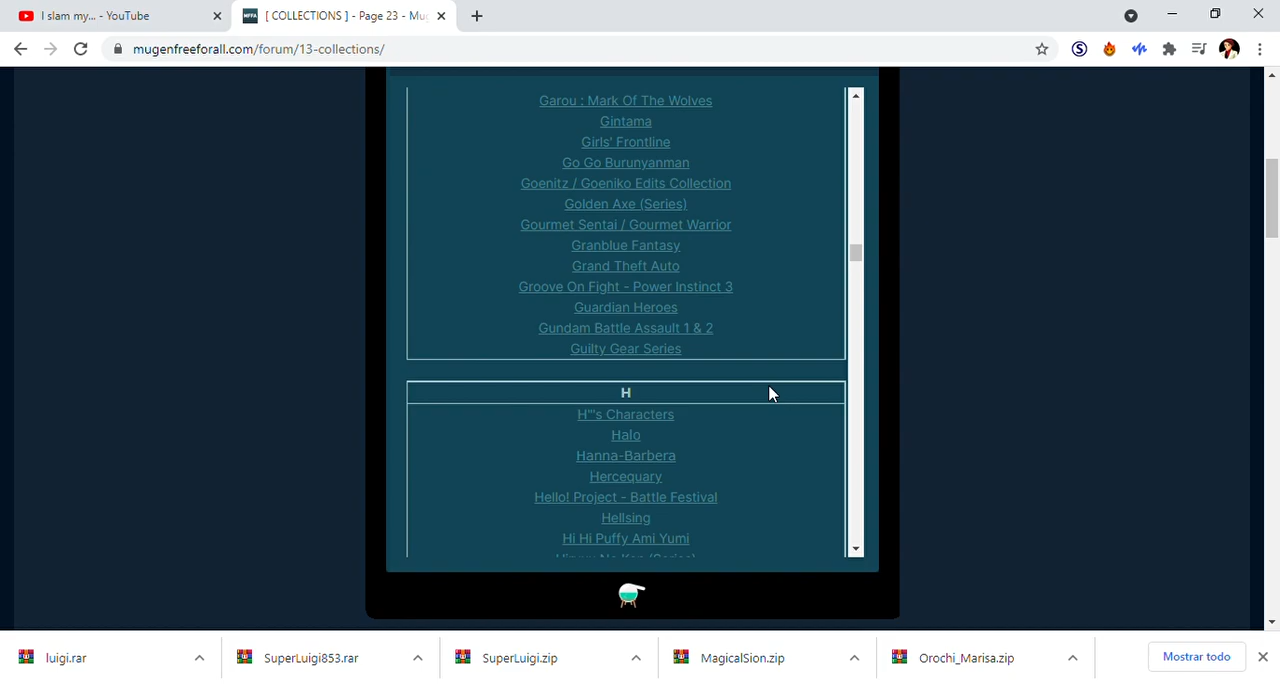 I slam my... - YouTube
MFFA [ COLLECTIONS ] - Page 23 - Mu
mugenfreeforall.com/forum/13-collections/
Garou : Mark Of The Wolves
Gintama
Girls' Frontline
Go Go Burunyanman
Goenitz / Goeniko Edits Collection
Golden Axe (Series)
Gourmet Sentai / Gourmet Warrior
Granblue Fantasy
Grand Theft Auto
Groove On Fight - Power Instinct 3
Guardian Heroes
Gundam Battle Assault 1 & 2
Guilty Gear Series
H
H"'s Characters
Halo
Hanna-Barbera
Hercequary
Hello! Project - Battle Festival
Hellsing
Hi Hi Puffy Ami Yumi
luigi.rar
SuperLuigi853.rar
SuperLuigi.zip
MagicalSion.zip
Orochi_Marisa.zip
Mostrar todo